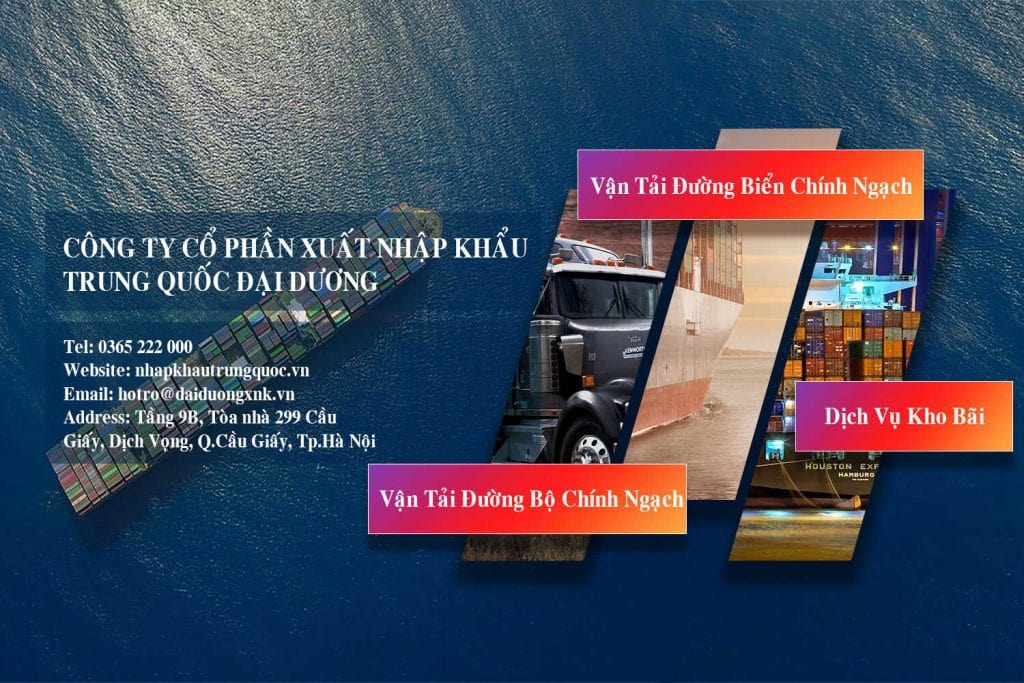 Vận Tải Đường Biển Chính Ngạch
CÔNG TY CỔ PHẦN XUẤT NHẬP KHẨU
TRUNG QUỐC ĐẠI DƯƠNG
Tel: 0365 222 000
Website: nhapkhautrungquoc.vn
Email: hotro@daiduongxnk.vn
Address: Tầng 9B, Tòa nhà 299 Cầu
Giấy, Dịch Vọng, Q.Cầu Giấy, Tp.Hà Nội
Dịch Vụ Kho Bãi
HOUSTON EXP
HAMBURG
Vận Tải Đường Bộ Chính Ngạch